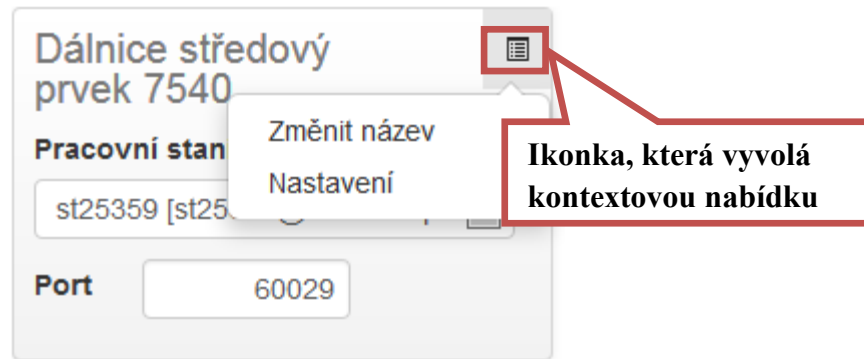 Dálnice středový
prvek 7540
Změnit název
Pracovní stan
Nastavení
st25359 [st25
Port
60029
Ikonka, která vyvolá
kontextovou nabídku